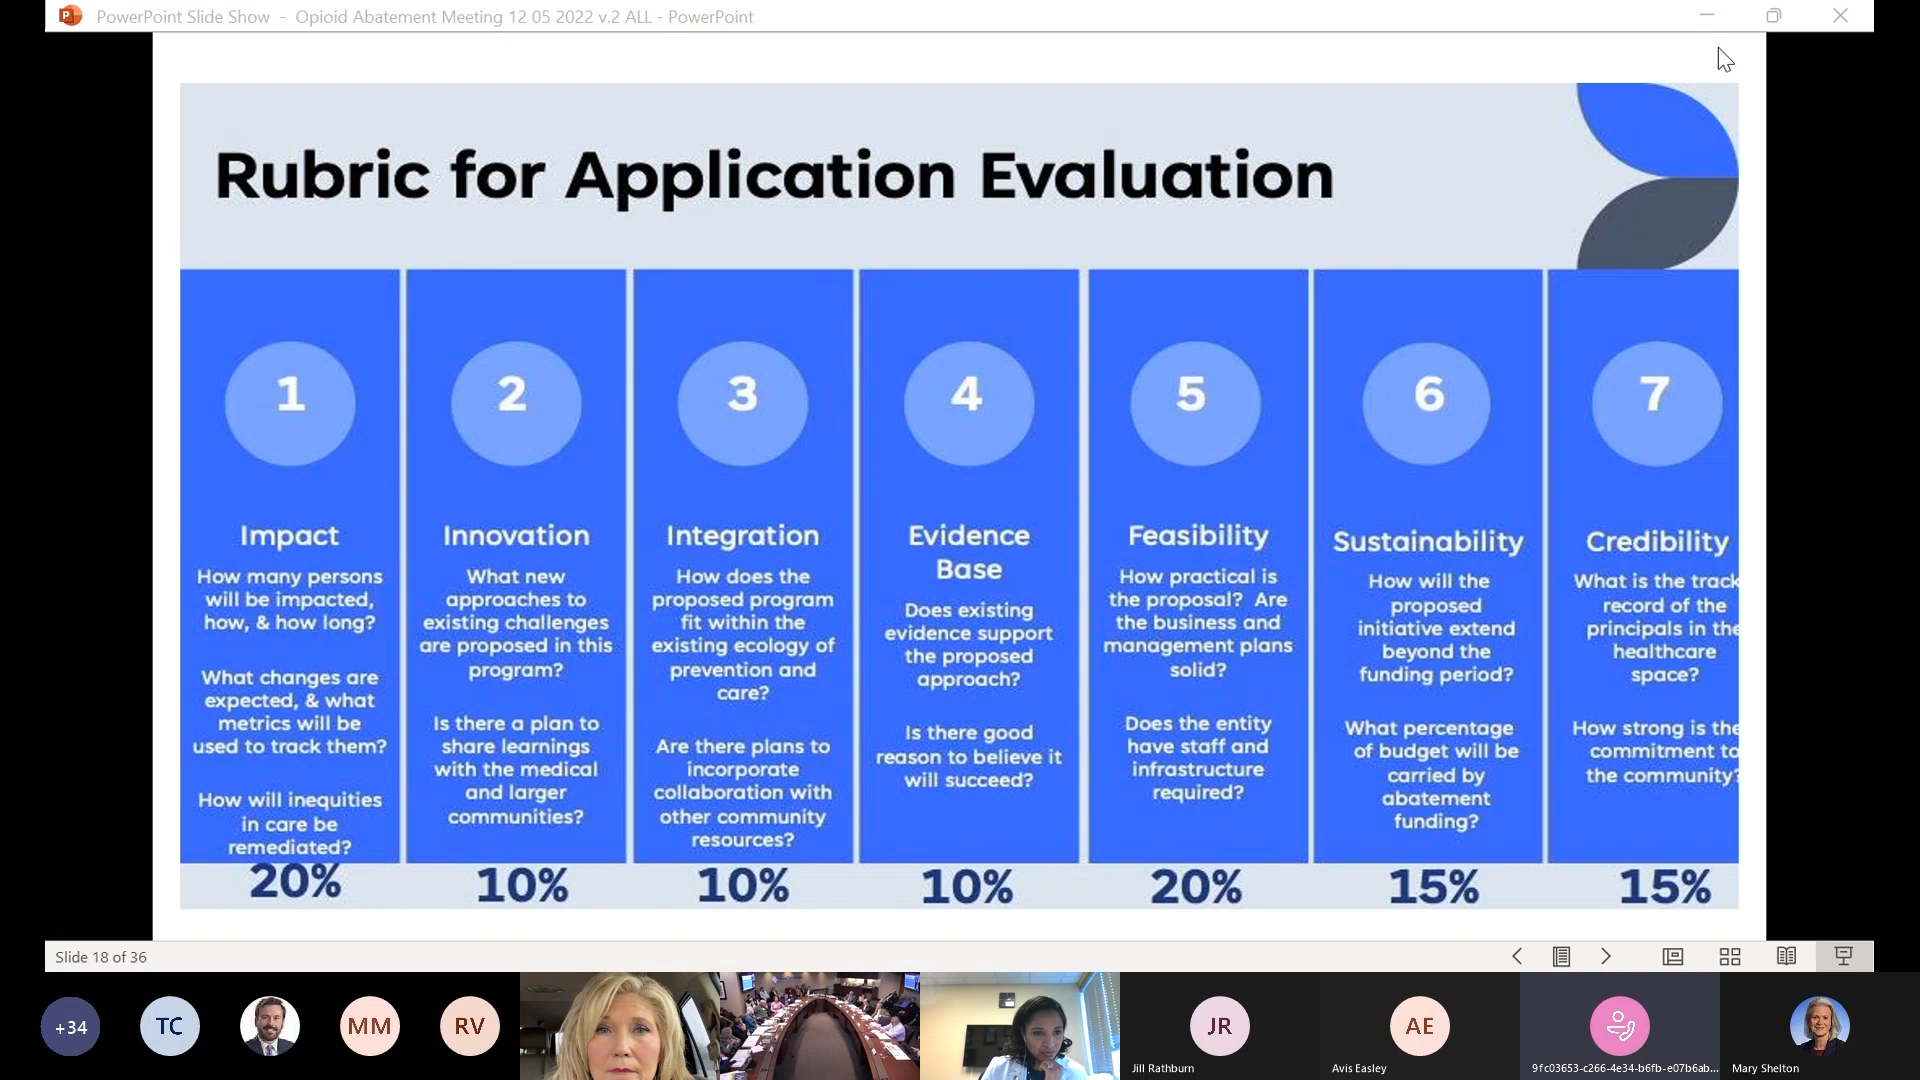 PowerPoint Slide Show - Opioid Abatement Meeting 12 05 2022 v.2 ALL - PowerPoint
Rubric for Application Evaluation
1
Impact
How many persons
will be impacted,
how, & how long?
What changes are
expected, & what
metrics will be
used to track them?
How will inequities
in care be
remediated?
20%
2
Innovation
What new
approaches to
existing challenges
are proposed in this
program?
Is there a plan to
share learnings
with the medical
and larger
communities?
10%
3
Integration
How does the
proposed program
fit within the
existing ecology of
prevention and
care?
Are there plans to
incorporate
collaboration with
other community
resources?
10%
4
Evidence
Base
Does existing
evidence support
the proposed
approach?
Is there good
reason to believe it
will succeed?
10%
5
Feasibility
How practical is
the proposal? Are
the business and
management plans
solid?
Does the entity
have staff and
infrastructure
required?
20%
6
Sustainability
How will the
proposed
initiative extend
beyond the
funding period?
What percentage
of budget will be
carried by
abatement
funding?
15%
7
Credibility
What is the track
record of the
principals in the
healthcare
space?
How strong is the
commitment to
the community?
15%
Slide 18 of 36
+34
TC
MM
RV
JR
Jill Rathburn
AE
Avis Easley
9fc03653-c266-4e34-b6fb-e07b6ab...
Mary Shelton